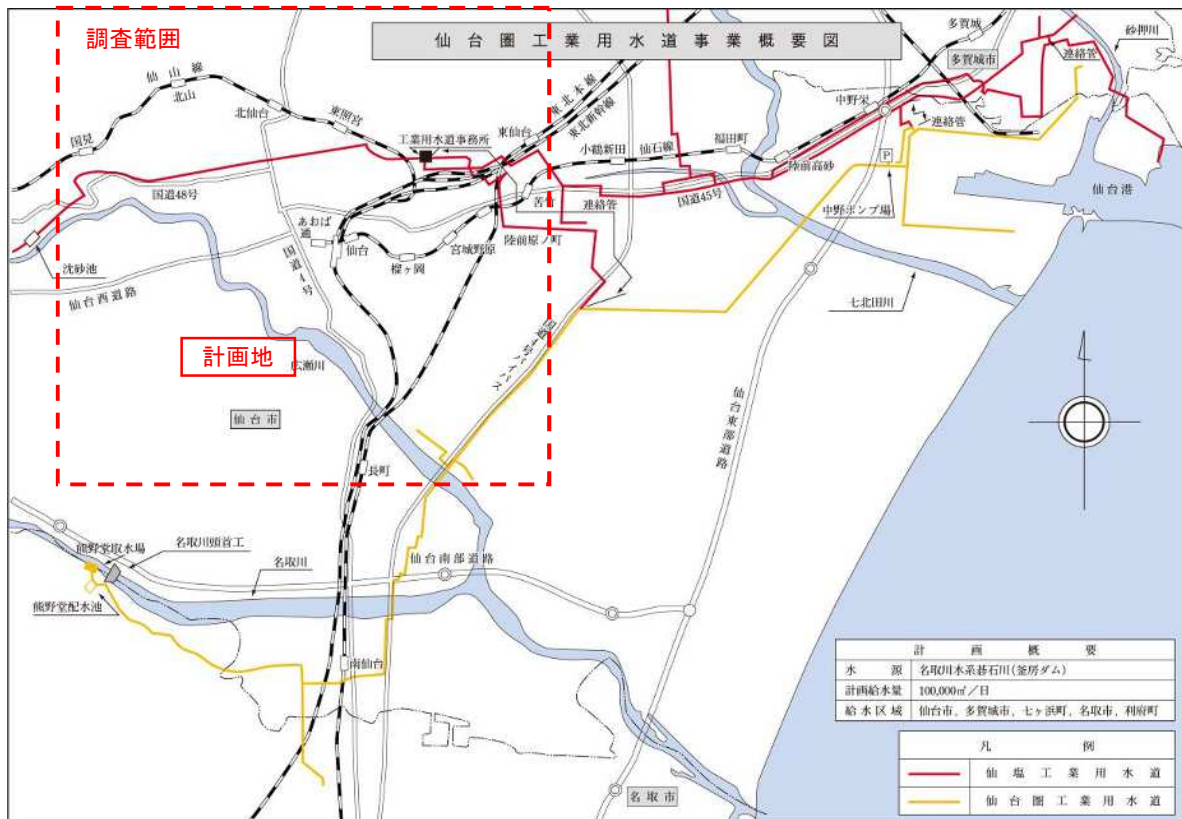 調査範囲
仙台圏工業用水道事業概要図
多賀城
砂押川
多賀城市
連絡管
仙山線
北山
国見
北仙台
東照宮
東北本線
東北新幹線
東仙台
工業用水道事務所
中野栄
連絡管
小鶴新田
仙石線
福田町
陸前高砂
P
国道48号
苦竹
連絡管
国道45号
仙台港
中野ポンプ場
あおば通
仙台
宮城野原
陸前原ノ町
榴ヶ岡
沈砂池
国道4号
仙台西道路
七北田川
計画地
広瀬川
国道4号バイパス
仙台東部道路
仙台市
長町
熊野堂取水場
名取川頭首工
名取川
仙台南部道路
熊野堂配水池
南仙台
名取市
計画概要
水源 名取川水系碁石川(釜房ダム)
計画給水量 100,000㎥/日
給水区域 仙台市,多賀城市,七ヶ浜町,名取市,利府町
凡例
仙塩工業用水道
仙台圏工業用水道